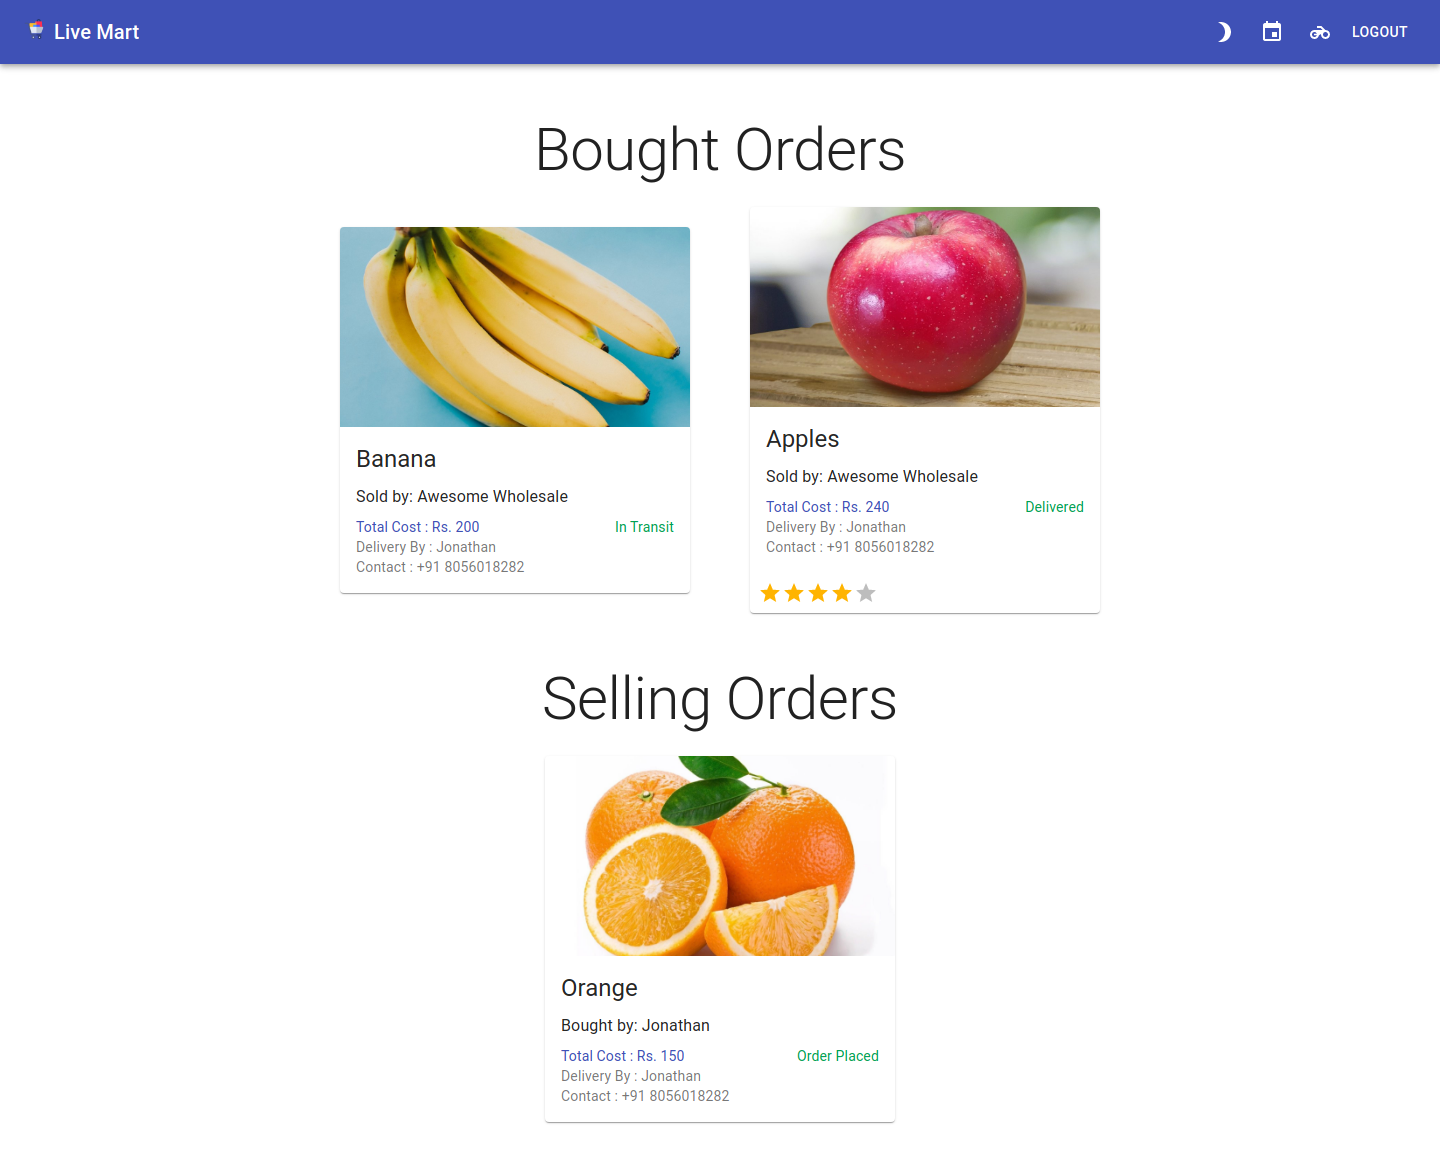 Live Mart
LOGOUT
Bought Orders
Banana
Sold by: Awesome Wholesale
Total Cost : Rs. 200
In Transit
Delivery By : Jonathan
Contact : +91 8056018282
Apples
Sold by: Awesome Wholesale
Total Cost : Rs. 240
Delivered
Delivery By : Jonathan
Contact : +91 8056018282
Selling Orders
Orange
Bought by: Jonathan
Total Cost : Rs. 150
Order Placed
Delivery By : Jonathan
Contact : +91 8056018282